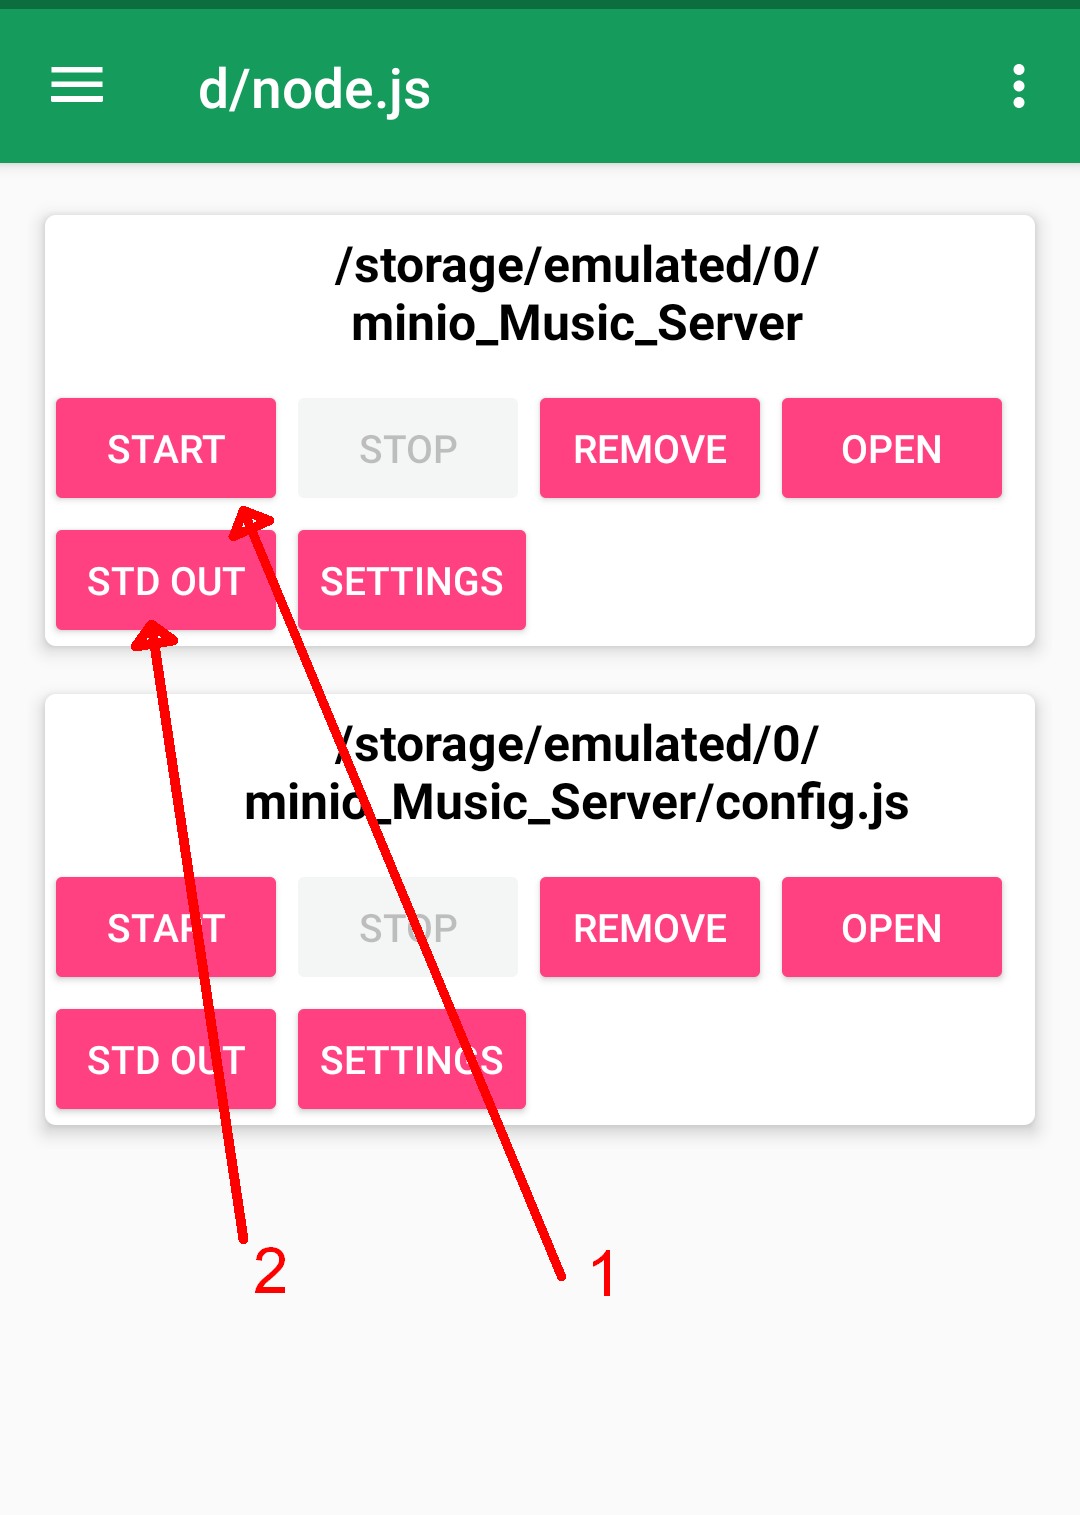 d/node.js
/storage/emulated/0/
minio_Music_Server
START STOP REMOVE OPEN
STD OUT SETTINGS
/storage/emulated/0/
minio_Music_Server/config.js
START STOP REMOVE OPEN
STD OUT SETTINGS
2 1